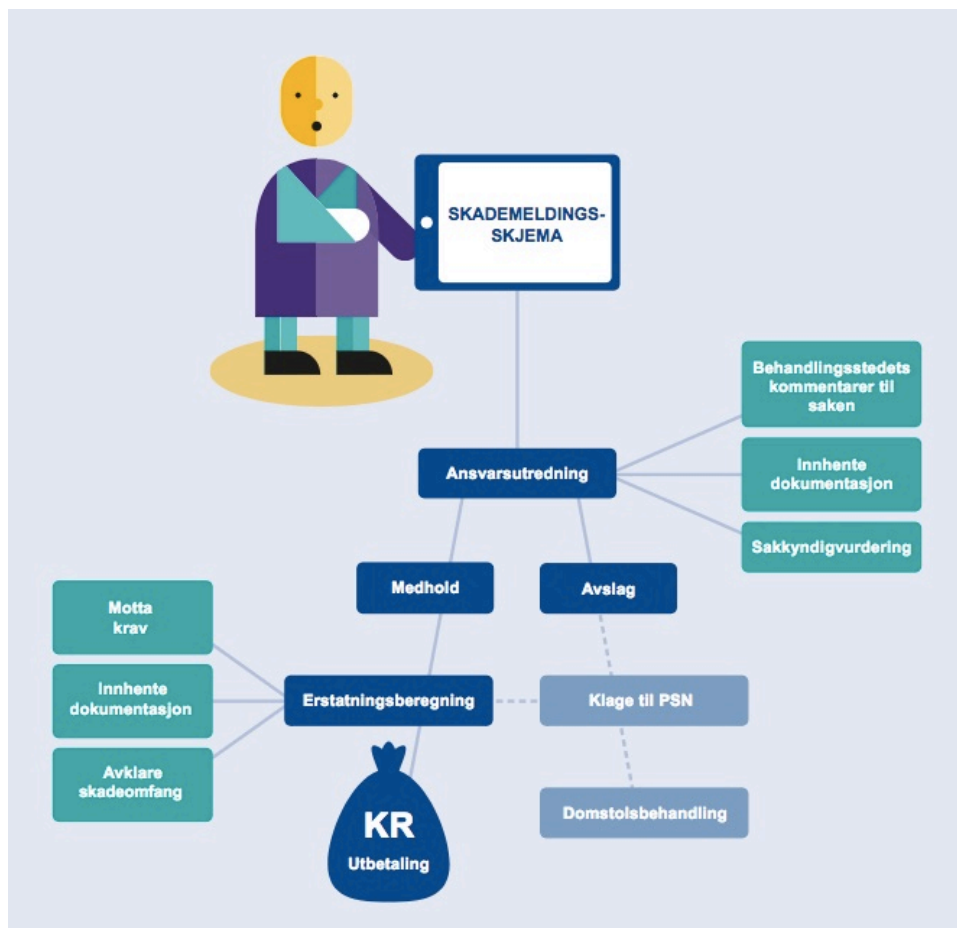 SKADEMELDINGS-
SKJEMA
Behandlingsstedets
kommentarer til
saken
Ansvarsutredning
Innhente
dokumentasjon
Sakkyndigvurdering
Medhold
Avslag
Motta
krav
Innhente
dokumentasjon
Erstatningsberegning
Klage til PSN
Avklare
skadeomfang
KR
Utbetaling
Domstolsbehandling